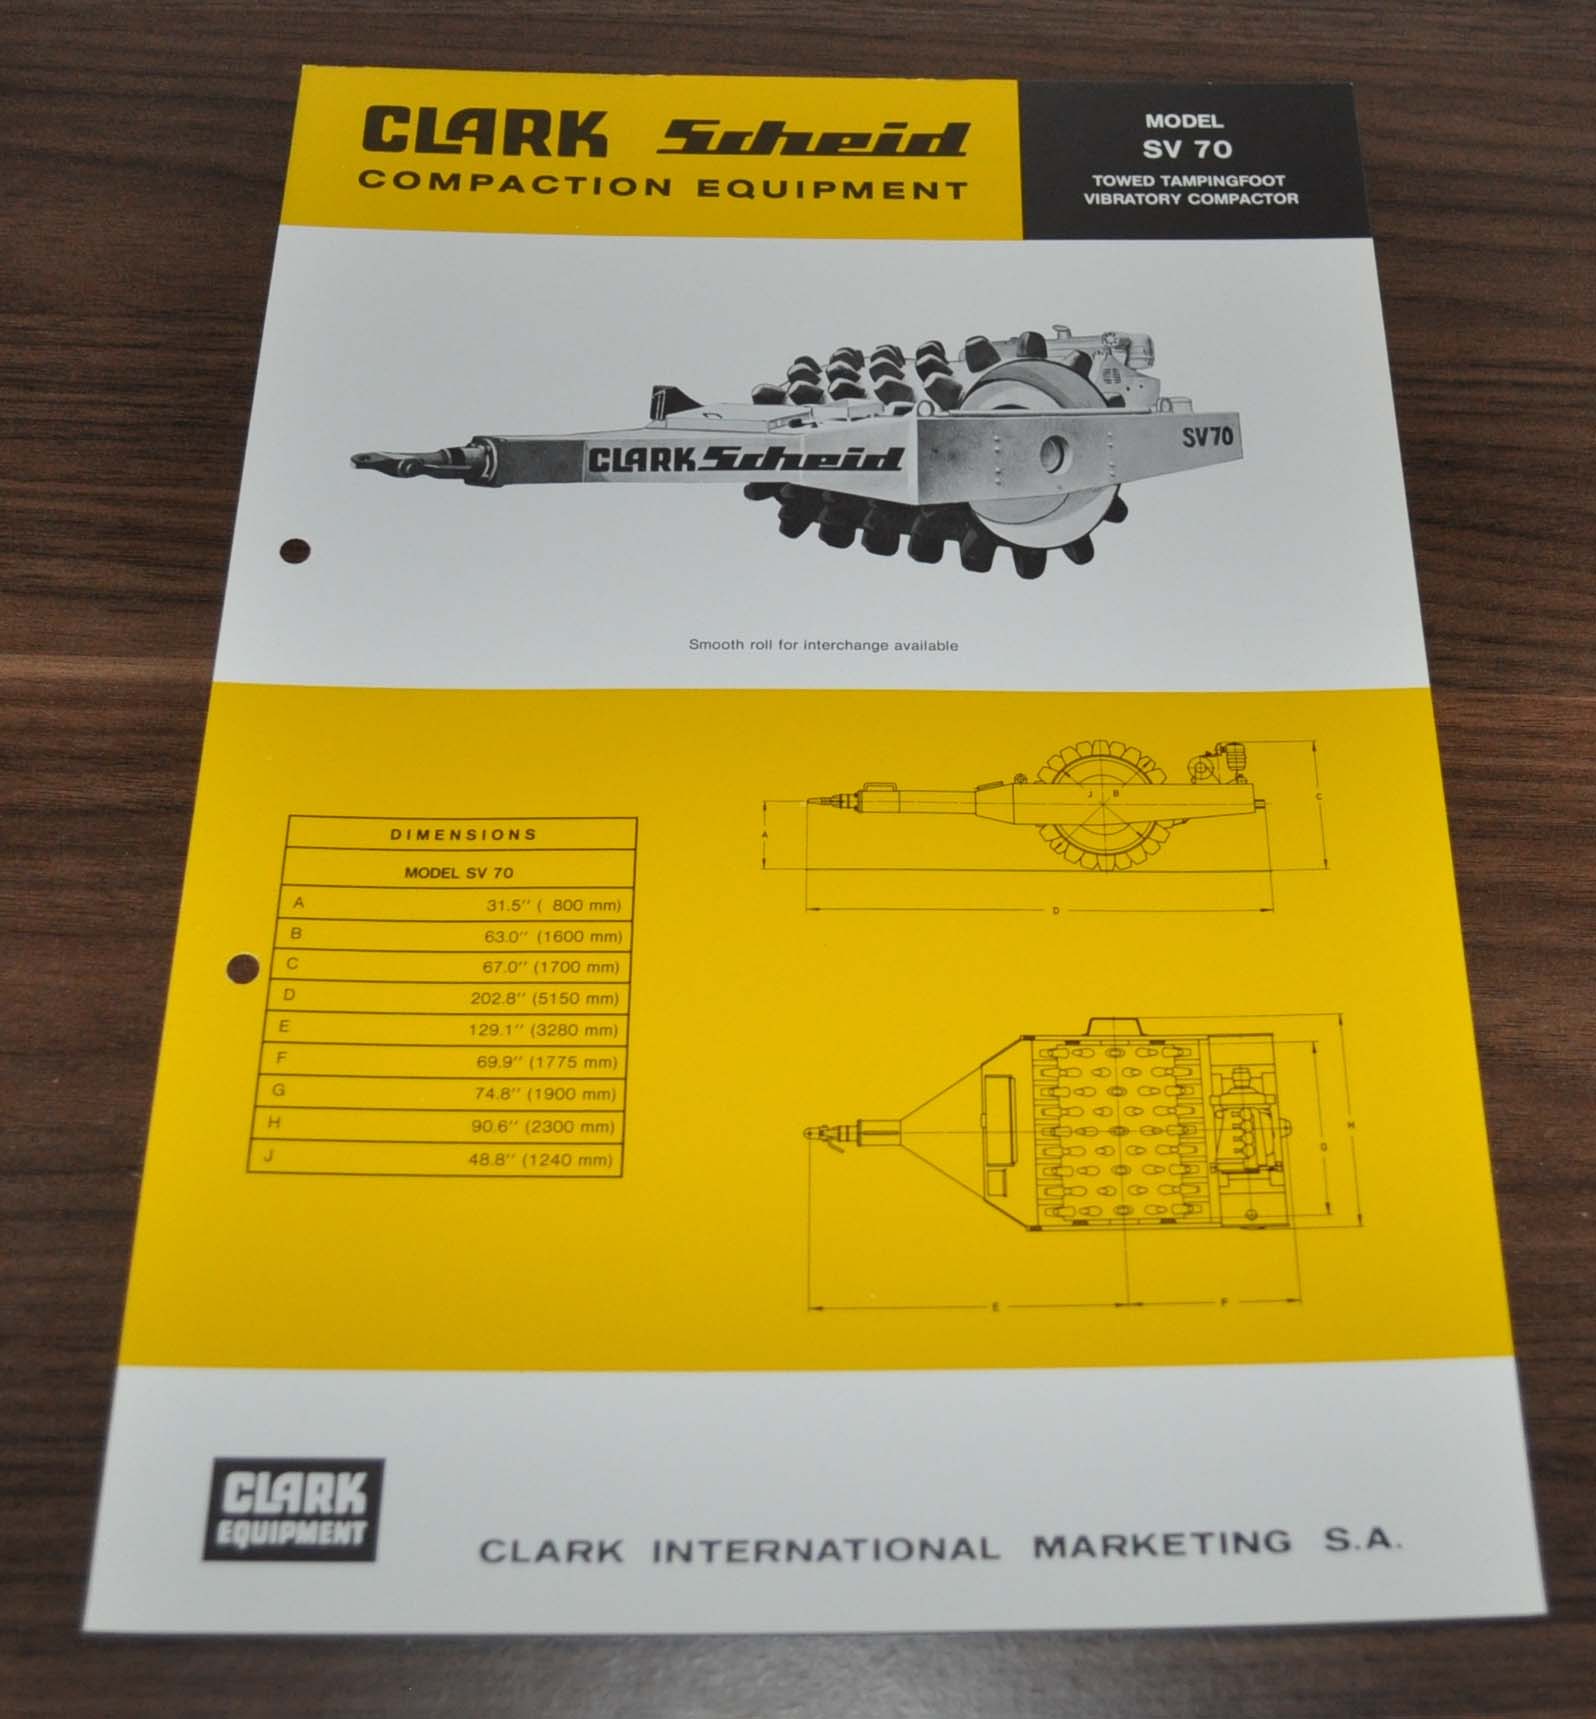 CLARK Scheid
COMPACTION EQUIPMENT
MODEL
SV 70
TOWED TAMPINGFOOT
VIBRATORY COMPACTOR
CLARK Scheid
SV70
Smooth roll for interchange available
DIMENSIONS
MODEL SV 70
A 31.5" ( 800 mm)
B 63.0" (1600 mm)
C 67.0" (1700 mm)
D 202.8" (5150 mm)
E 129.1" (3280 mm)
F 69.9" (1775 mm)
G 74.8" (1900 mm)
H 90.6" (2300 mm)
J 48.8" (1240 mm)
A
J B
C
D
G
H
E
F
CLARK
EQUIPMENT
CLARK INTERNATIONAL MARKETING S.A.